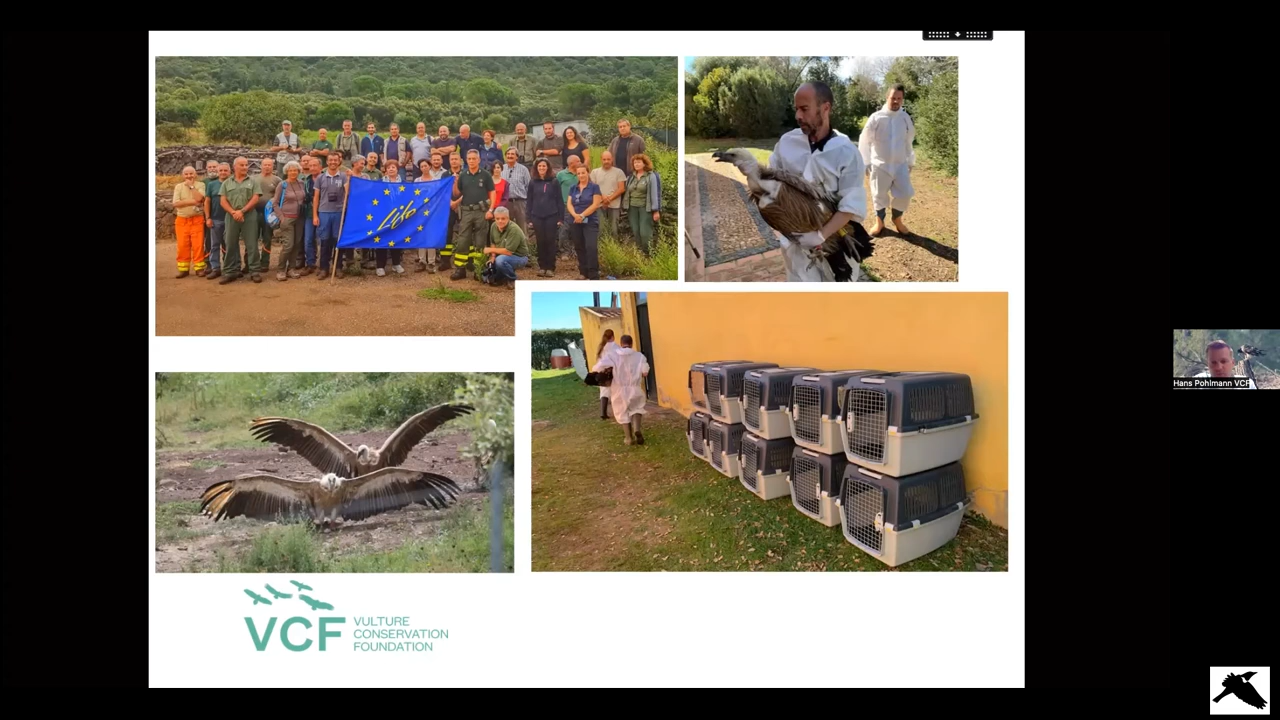 Life
VCF
VULTURE
CONSERVATION
FOUNDATION
Hans Pohlmann VCF